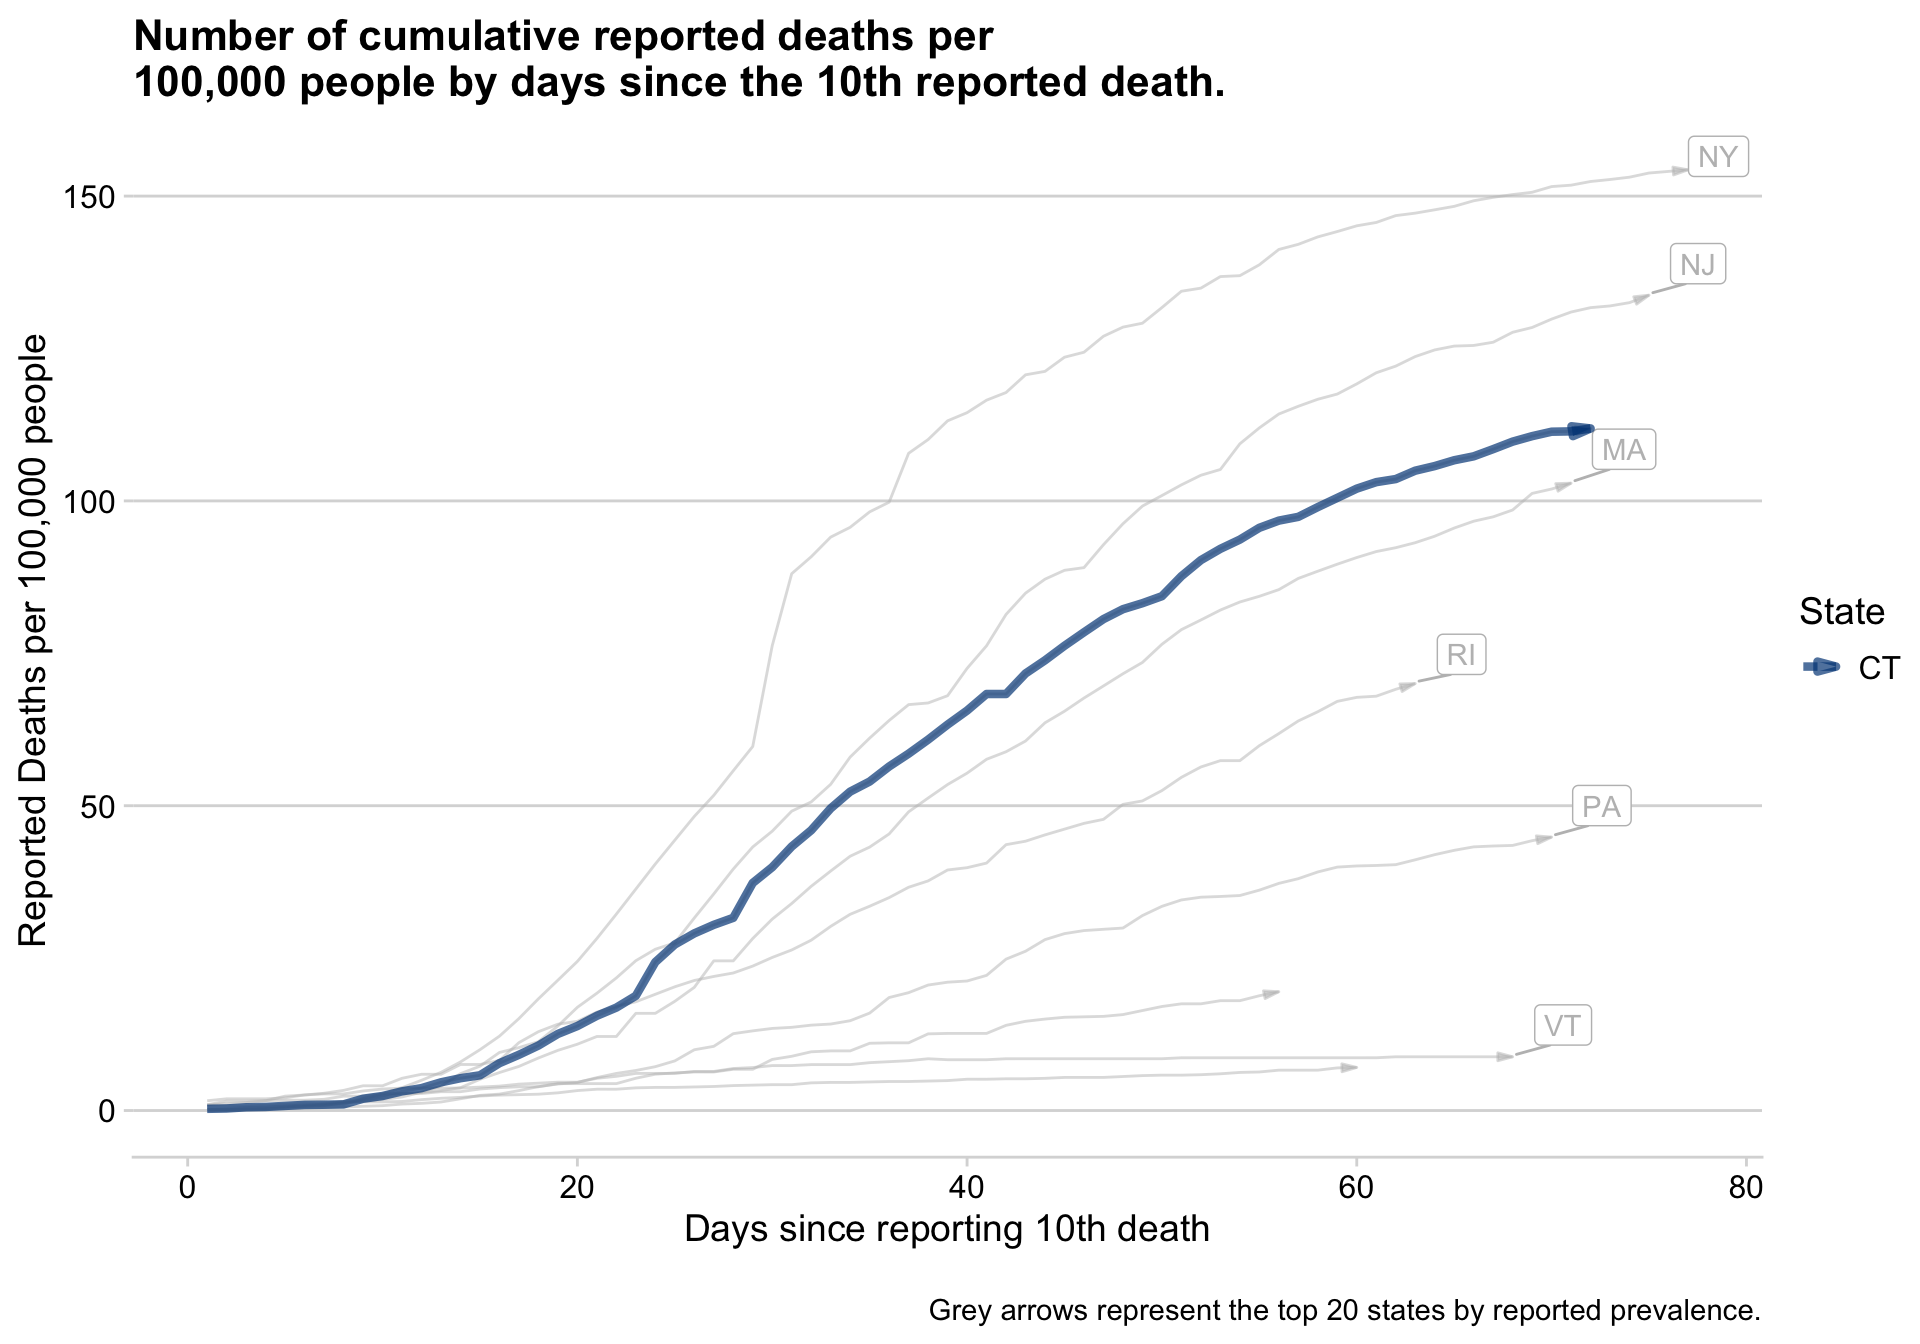 Number of cumulative reported deaths per
100,000 people by days since the 10th reported death.
Reported Deaths per 100,000 people
150
100
50
0
NY
NJ
MA
RI
PA
VT
State
CT
0 20 40 60 80
Days since reporting 10th death
Grey arrows represent the top 20 states by reported prevalence.